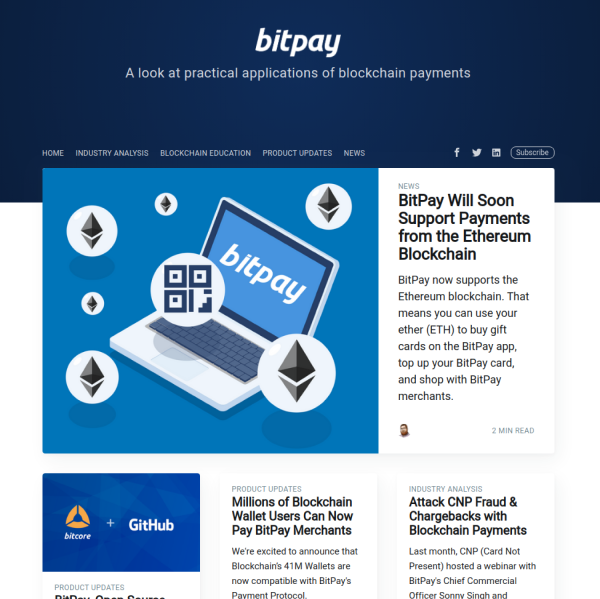 bitpay
A look at practical applications of blockchain payments
HOME INDUSTRY ANALYSIS BLOCKCHAIN EDUCATION PRODUCT UPDATES NEWS Subscribe
bitpay
NEWS
BitPay Will Soon
Support Payments
from the Ethereum
Blockchain
BitPay now supports the
Ethereum blockchain. That
means you can use your
ether (ETH) to buy gift
cards on the BitPay app,
top up your BitPay card,
and shop with BitPay
merchants.
2 MIN READ
bitcore + GitHub
PRODUCT UPDATES
BitPay, Open Source
PRODUCT UPDATES
Millions of Blockchain
Wallet Users Can Now
Pay BitPay Merchants
We're excited to announce that
Blockchain's 41M Wallets are
now compatible with BitPay's
Payment Protocol.
INDUSTRY ANALYSIS
Attack CNP Fraud &
Chargebacks with
Blockchain Payments
Last month, CNP (Card Not
Present) hosted a webinar with
BitPay's Chief Commercial
Officer Sonny Singh and